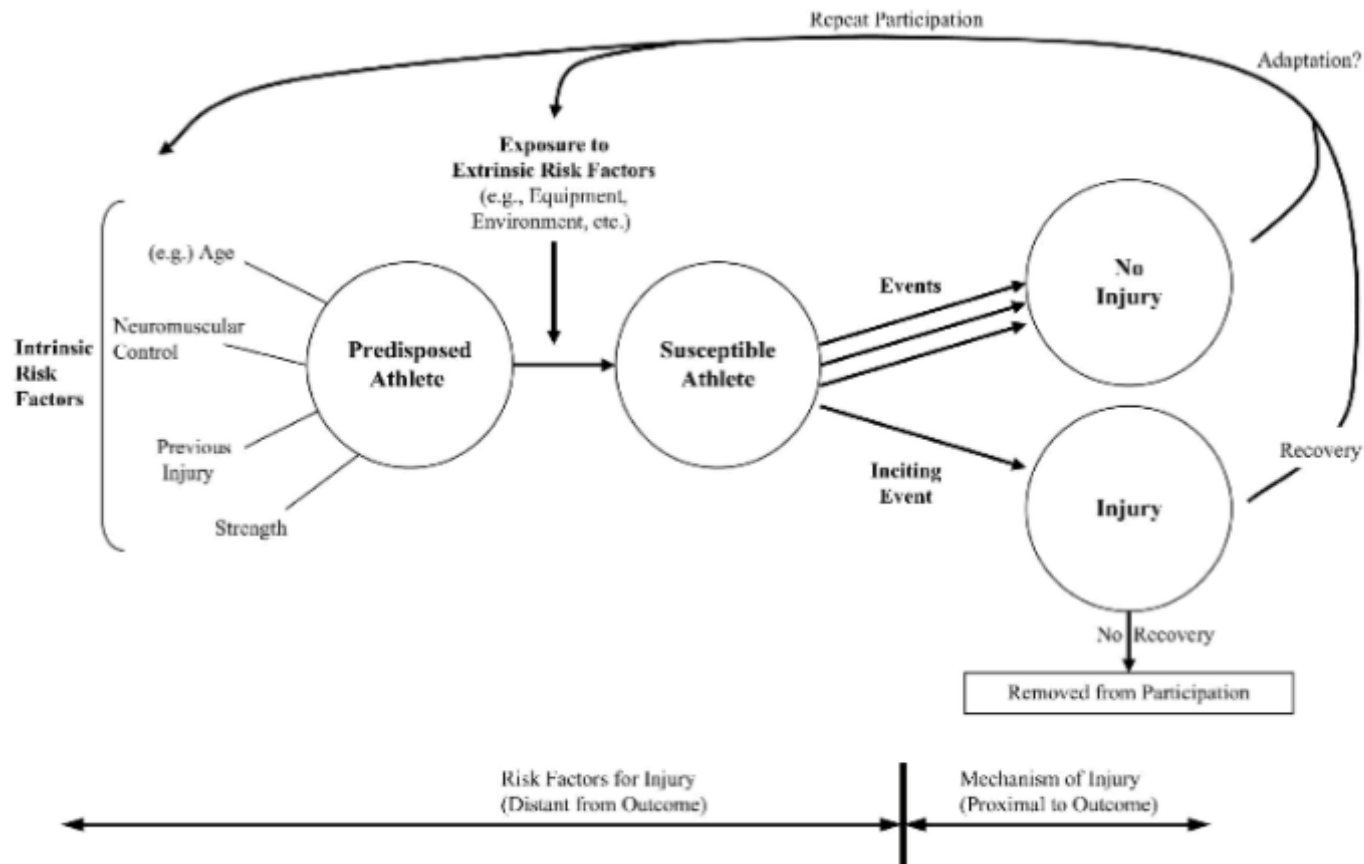 Repeat Participation
Adaptation?
Exposure to
Extrinsic Risk Factors
(e.g., Equipment,
Environment, etc.)
(e.g.) Age
Neuromuscular
Control
Intrinsic
Risk
Factors
Previous
Injury
Strength
Predisposed
Athlete
Susceptible
Athlete
Events
Inciting
Event
No
Injury
Injury
Recovery
No Recovery
Removed from Participation
Risk Factors for Injury
(Distant from Outcome)
Mechanism of Injury
(Proximal to Outcome)